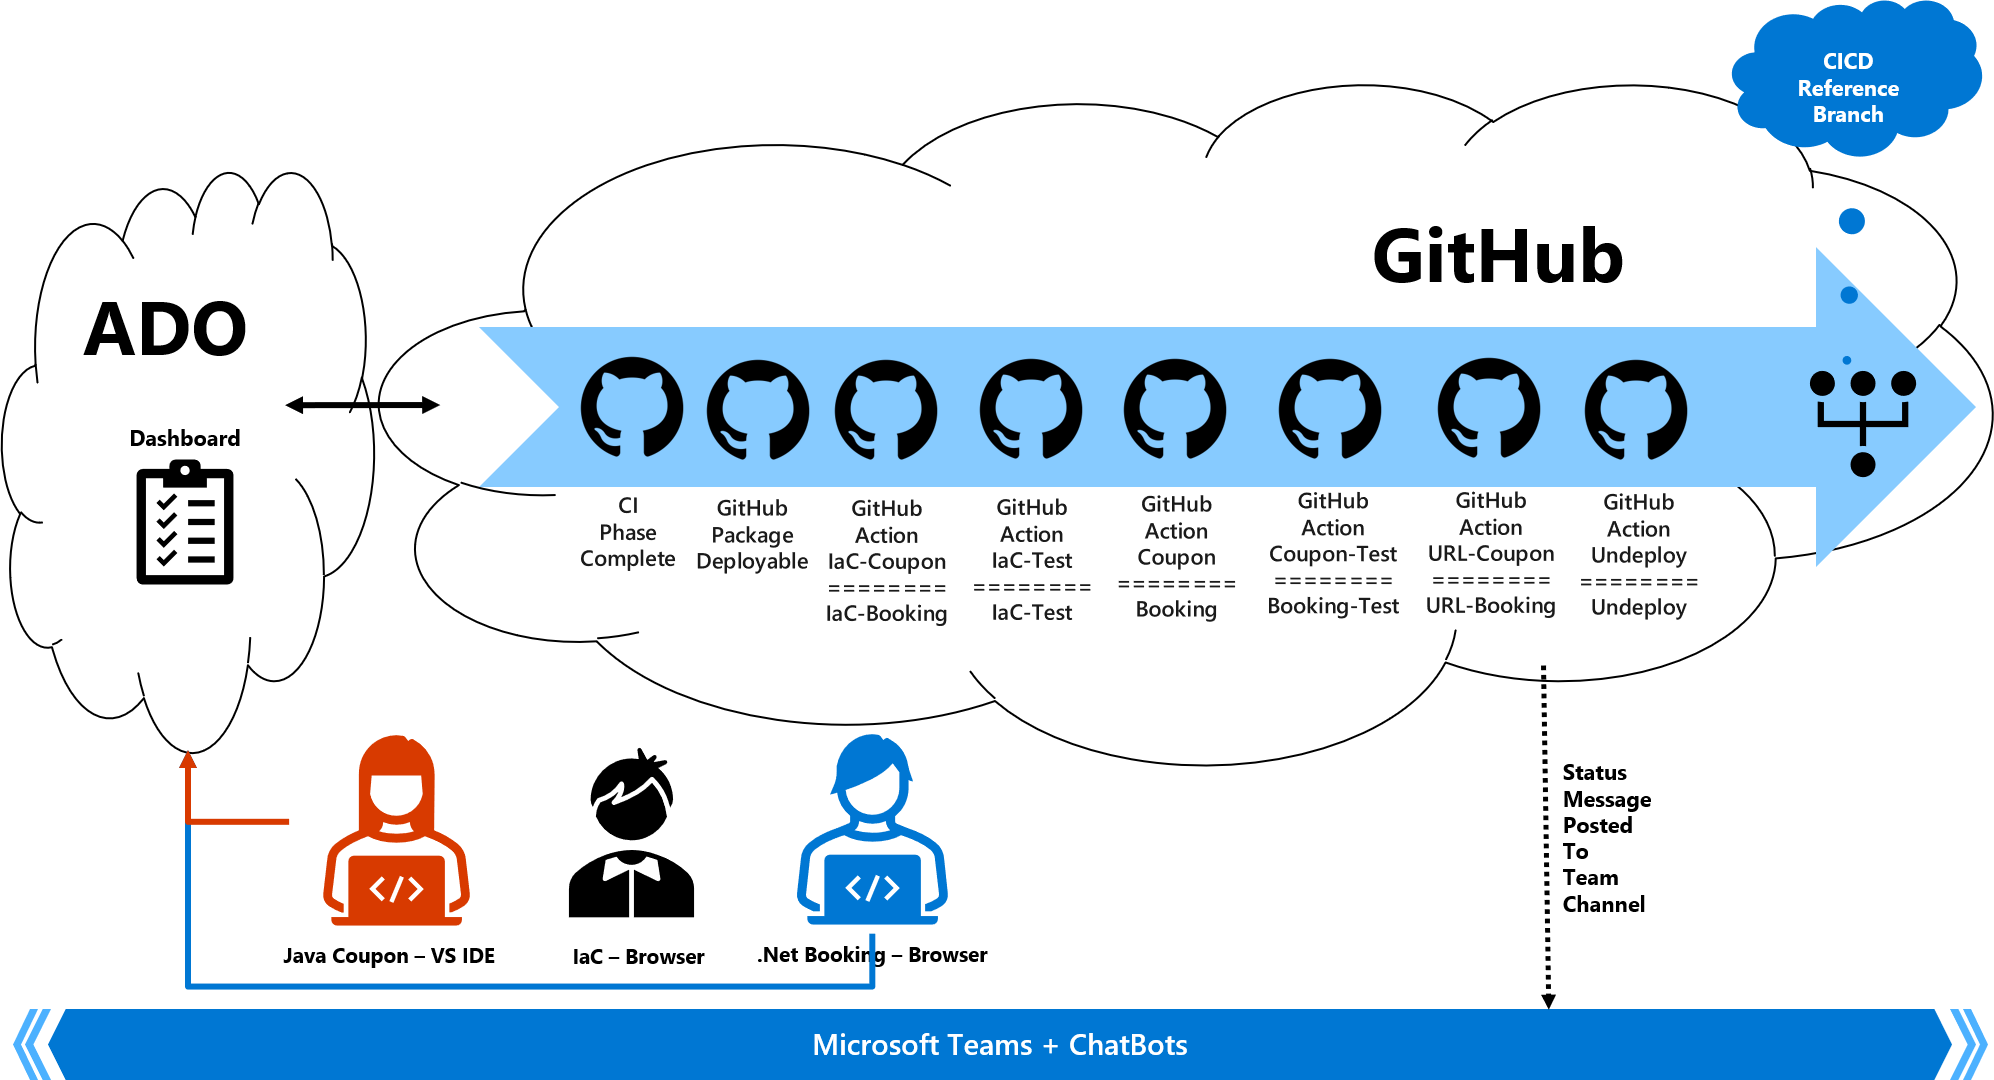 CICD
Reference
Branch
GitHub
ADO
Dashboard
CI
Phase
Complete
GitHub
Package
Deployable
GitHub
Action
IaC-Coupon
========
IaC-Booking
GitHub
Action
IaC-Test
========
IaC-Test
GitHub
Action
Coupon
========
Booking
GitHub
Action
Coupon-Test
========
Booking-Test
GitHub
Action
URL-Coupon
========
URL-Booking
GitHub
Action
Undeploy
========
Undeploy
Status
Message
Posted
To
Team
Channel
</> 
</>
Java Coupon – VS IDE
IaC – Browser
.Net Booking – Browser
Microsoft Teams + ChatBots